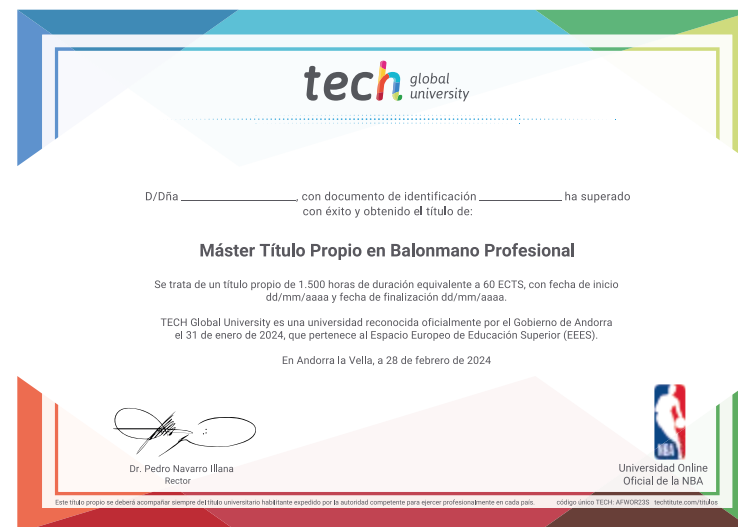 tech global university
D/Dña ____________, con documento de identificación ____________ ha superado
con éxito y obtenido el título de:
Máster Título Propio en Balonmano Profesional
Se trata de un título propio de 1.500 horas de duración equivalente a 60 ECTS, con fecha de inicio
dd/mm/aaaa y fecha de finalización dd/mm/aaaa.
TECH Global University es una universidad reconocida oficialmente por el Gobierno de Andorra
el 31 de enero de 2024, que pertenece al Espacio Europeo de Educación Superior (EEES).
En Andorra la Vella, a 28 de febrero de 2024
Dr. Pedro Navarro Illana
Rector
NBA
Universidad Online
Oficial de la NBA
Este título propio se deberá acompañar siempre del título universitario habilitante expedido por la autoridad competente para ejercer profesionalmente en cada país. código único TECH: AFWOR23S techtitute.com/titulos